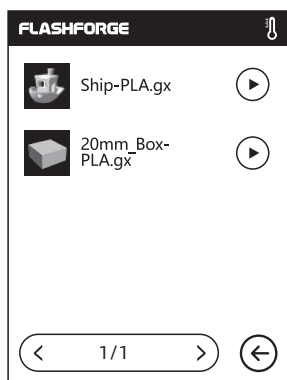 FLASHFORGE
Ship-PLA.gx
20mm_Box-
PLA.gx
1/1